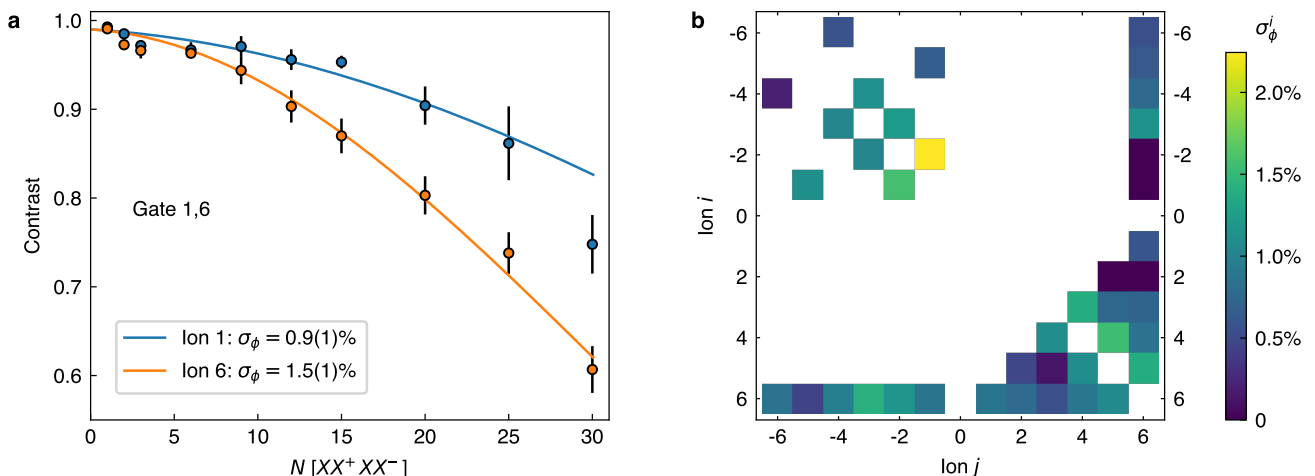 a
1.0
0.9
0.8
0.7
0.6
Contrast
Gate 1,6
Ion 1: σϕ = 0.9(1)%
Ion 6: σϕ = 1.5(1)%
0 5 10 15 20 25 30
N [XX⁺ XX⁻]
b
-6 -6
-4 -4
-2 -2
0 0
2 2
4 4
6 6
Ion i
-6 -4 -2 0 2 4 6
Ion j
σⁱϕ
2.0%
1.5%
1.0%
0.5%
0